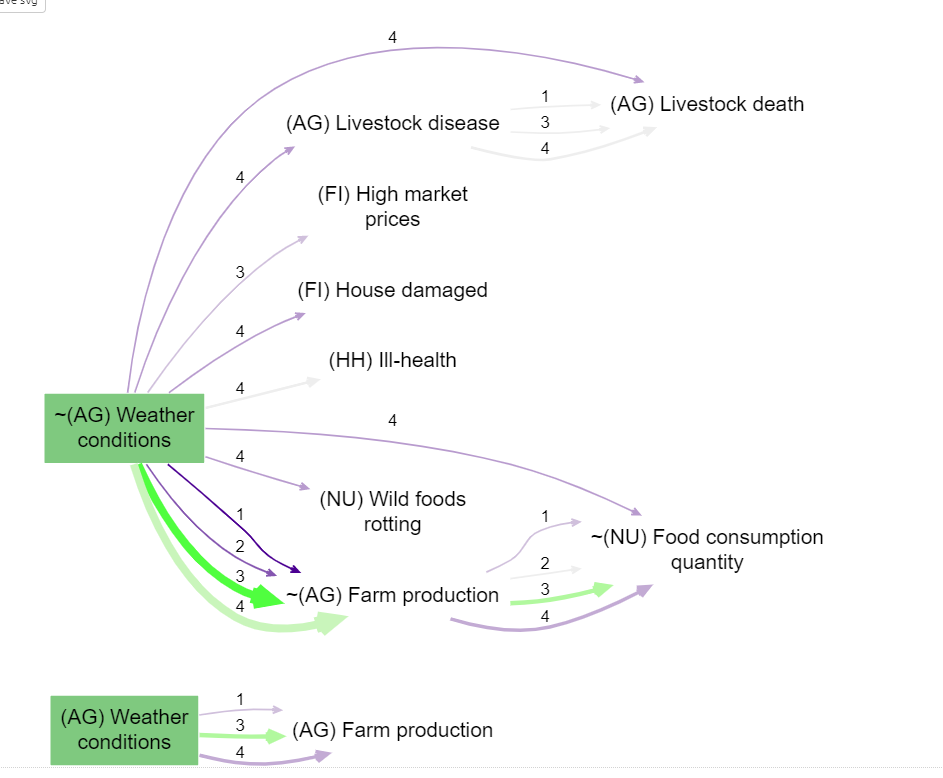 save svg
4
(AG) Livestock death
1
3
4
(AG) Livestock disease
4
(FI) High market
prices
3
(FI) House damaged
4
(HH) Ill-health
4
~(AG) Weather
conditions
4
4
(NU) Wild foods
rotting
1
2
3
4
~(AG) Farm production
1
2
3
4
~(NU) Food consumption
quantity
(AG) Weather
conditions
1
3
4
(AG) Farm production